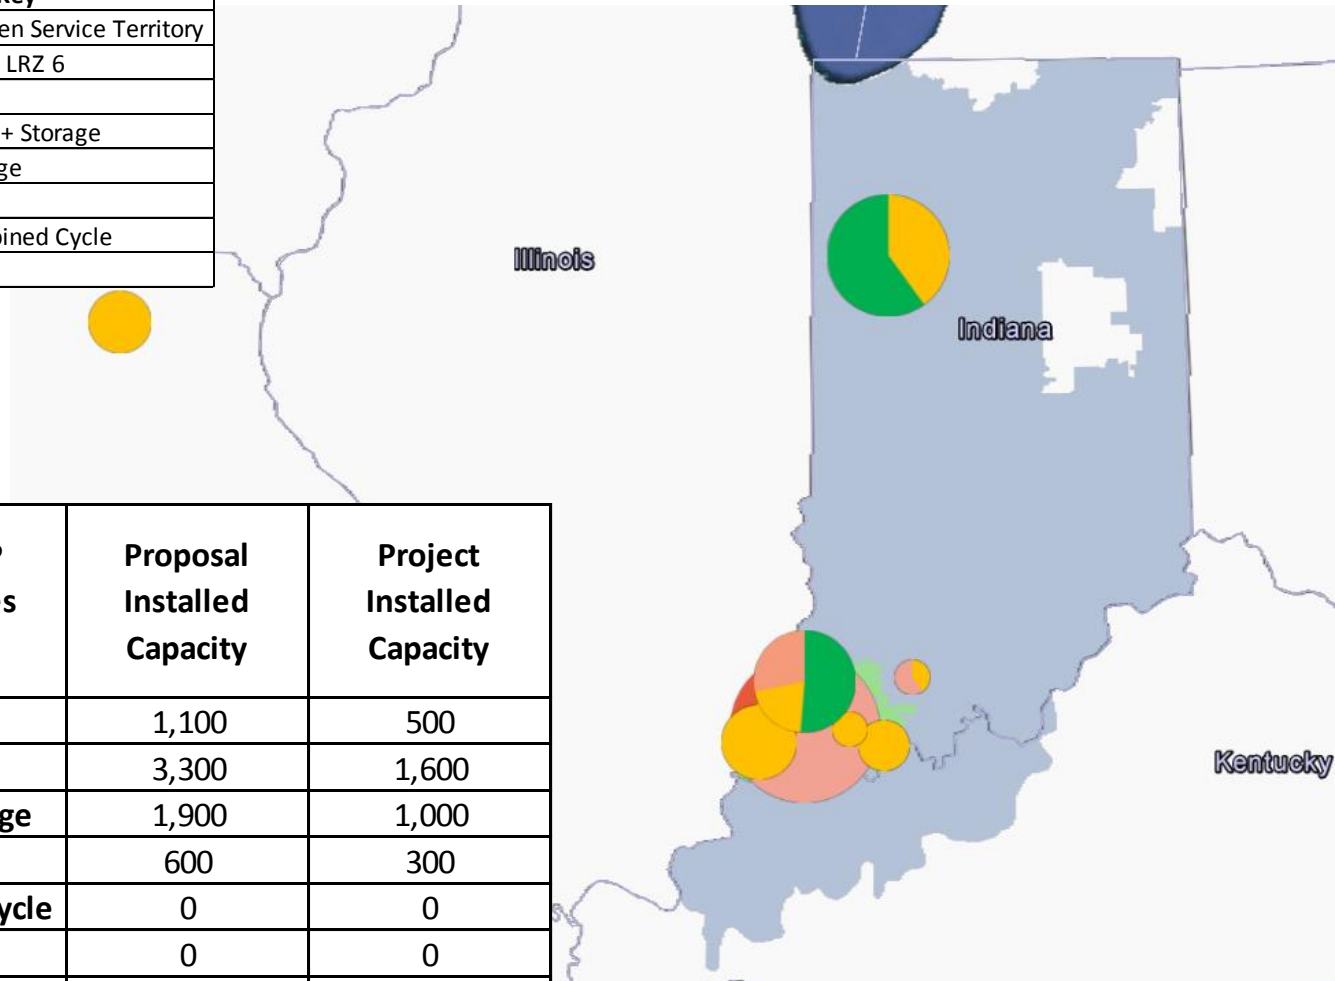 en Service Territory
LRZ 6
+ Storage
ge
ined Cycle
Illinois
Indiana
Kentucky
Proposal Installed Capacity
Project Installed Capacity
s
1,100 500
3,300 1,600
ge 1,900 1,000
600 300
ycle 0 0
0 0